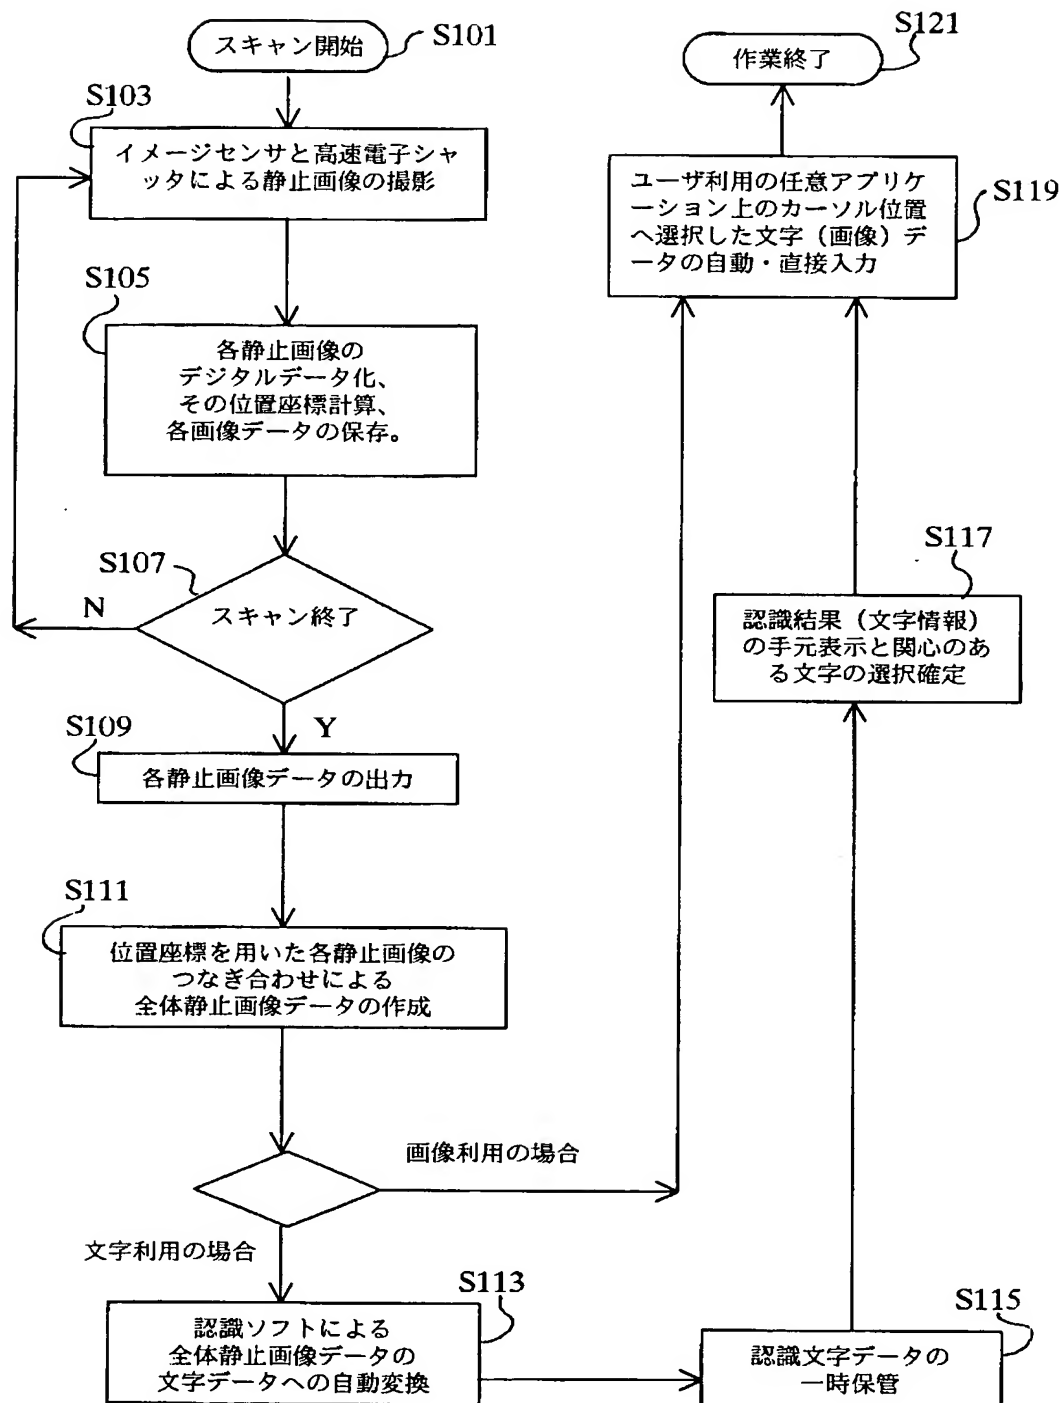 スキャン開始
S101
S103
イメージセンサと高速電子シャ
ッタによる静止画像の撮影
S105
各静止画像の
デジタルデータ化、
その位置座標計算、
各画像データの保存。
S107
スキャン終了
N
Y
S109
各静止画像データの出力
S111
位置座標を用いた各静止画像の
つなぎ合わせによる
全体静止画像データの作成
画像利用の場合
文字利用の場合
S113
認識ソフトによる
全体静止画像データの
文字データへの自動変換
S115
認識文字データの
一時保管
S117
認識結果（文字情報）
の手元表示と関心のあ
る文字の選択確定
S119
ユーザ利用の任意アプリケ
ーション上のカーソル位置
へ選択した文字（画像）デ
ータの自動・直接入力
S121
作業終了